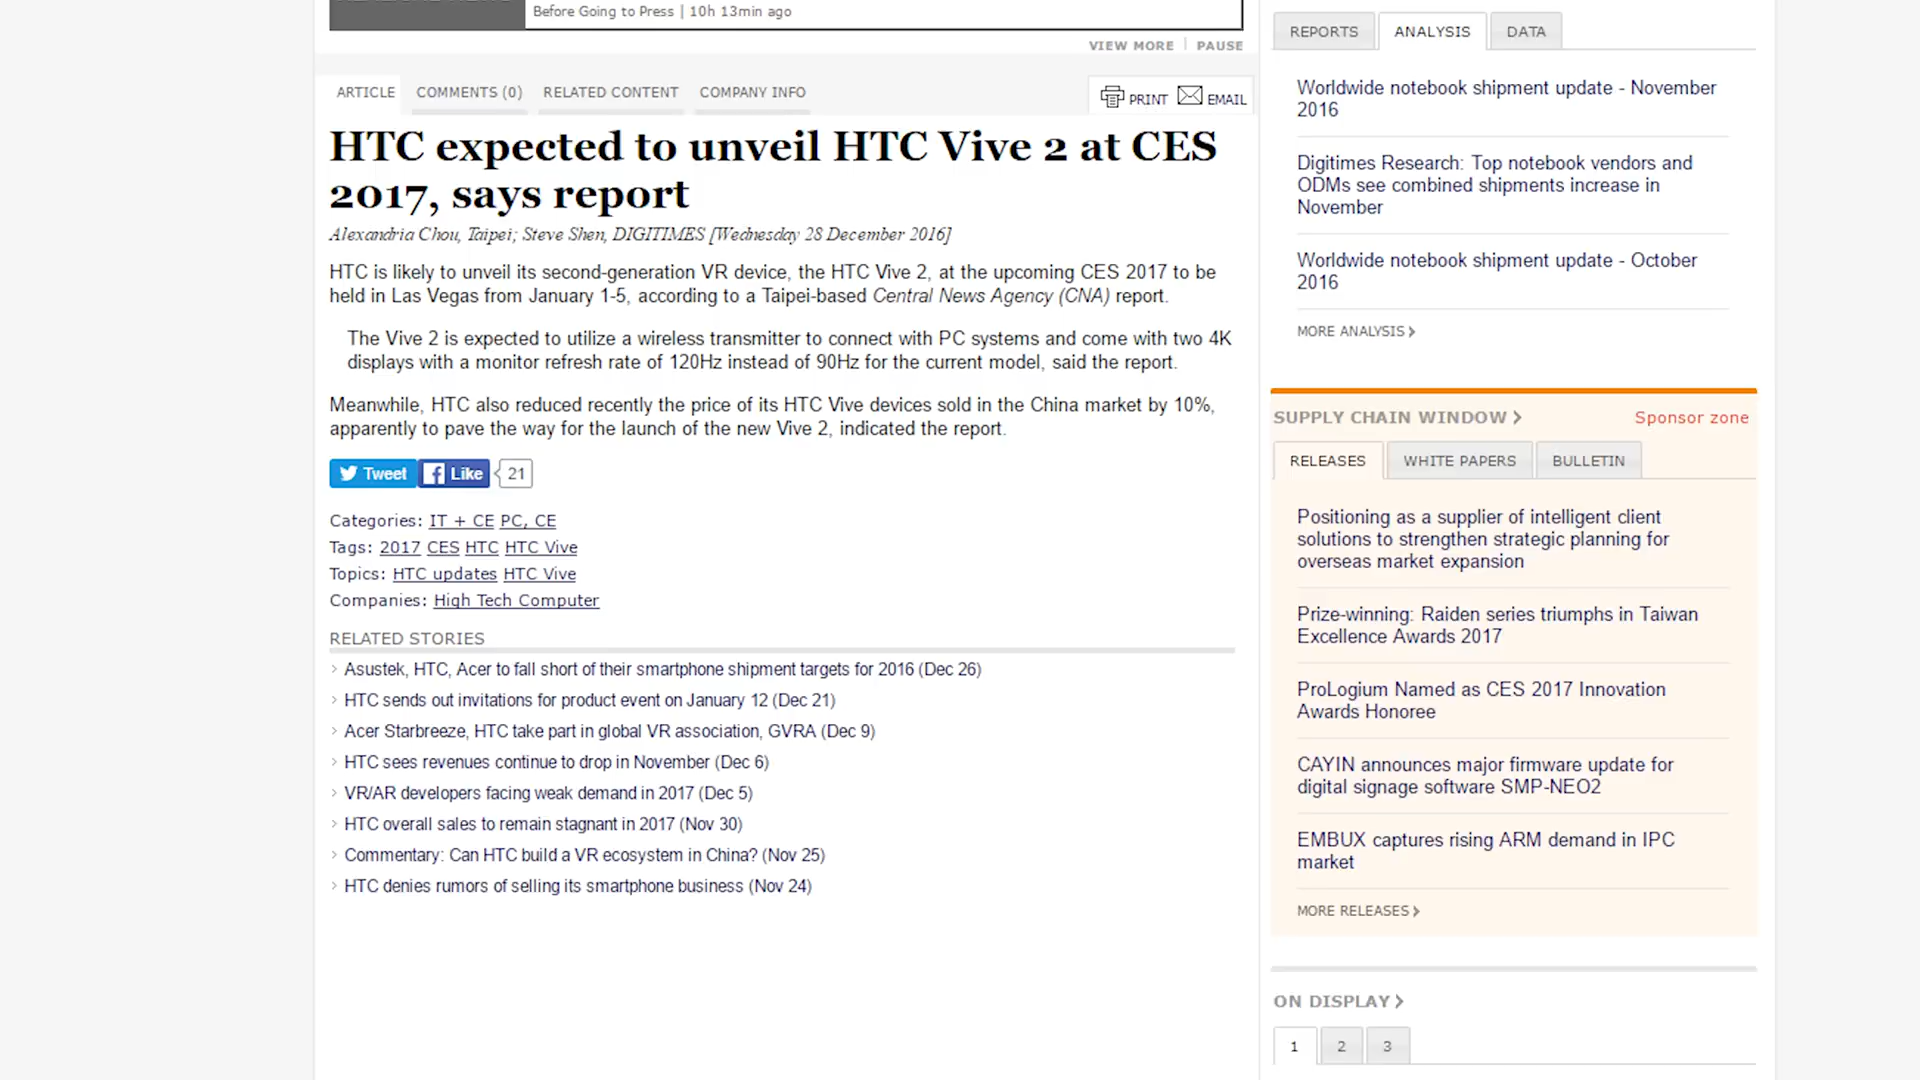 Before Going to Press | 10h 13min ago
VIEW MORE | PAUSE
ARTICLE COMMENTS (0) RELATED CONTENT COMPANY INFO PRINT EMAIL
HTC expected to unveil HTC Vive 2 at CES
2017, says report
Alexandria Chou, Taipei; Steve Shen, DIGITIMES [Wednesday 28 December 2016]
HTC is likely to unveil its second-generation VR device, the HTC Vive 2, at the upcoming CES 2017 to be
held in Las Vegas from January 1-5, according to a Taipei-based Central News Agency (CNA) report.
The Vive 2 is expected to utilize a wireless transmitter to connect with PC systems and come with two 4K
displays with a monitor refresh rate of 120Hz instead of 90Hz for the current model, said the report.
Meanwhile, HTC also reduced recently the price of its HTC Vive devices sold in the China market by 10%,
apparently to pave the way for the launch of the new Vive 2, indicated the report.
Tweet Like 21
Categories: IT + CE PC, CE
Tags: 2017 CES HTC HTC Vive
Topics: HTC updates HTC Vive
Companies: High Tech Computer
RELATED STORIES
Asustek, HTC, Acer to fall short of their smartphone shipment targets for 2016 (Dec 26)
HTC sends out invitations for product event on January 12 (Dec 21)
Acer Starbreeze, HTC take part in global VR association, GVRA (Dec 9)
HTC sees revenues continue to drop in November (Dec 6)
VR/AR developers facing weak demand in 2017 (Dec 5)
HTC overall sales to remain stagnant in 2017 (Nov 30)
Commentary: Can HTC build a VR ecosystem in China? (Nov 25)
HTC denies rumors of selling its smartphone business (Nov 24)
REPORTS ANALYSIS DATA
Worldwide notebook shipment update - November
2016
Digitimes Research: Top notebook vendors and
ODMs see combined shipments increase in
November
Worldwide notebook shipment update - October
2016
MORE ANALYSIS
SUPPLY CHAIN WINDOW Sponsor zone
RELEASES WHITE PAPERS BULLETIN
Positioning as a supplier of intelligent client
solutions to strengthen strategic planning for
overseas market expansion
Prize-winning: Raiden series triumphs in Taiwan
Excellence Awards 2017
ProLogium Named as CES 2017 Innovation
Awards Honoree
CAYIN announces major firmware update for
digital signage software SMP-NEO2
EMBUX captures rising ARM demand in IPC
market
MORE RELEASES
ON DISPLAY
1 2 3